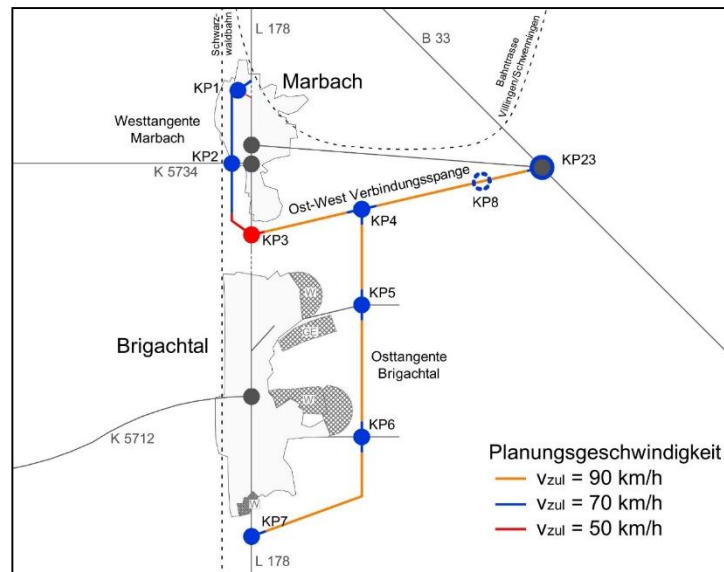 Schwarz-
waldbahn
L 178
B 33
Bahntrasse
Villingen/Schwenningen
KP1
Marbach
Westtangente
Marbach
KP2
K 5734
KP23
Ost-West Verbindungsspange
KP8
KP4
KP3
W
KP5
GE
Brigachtal
Osttangente
Brigachtal
W
K 5712
KP6
Planungsgeschwindigkeit
vzul = 90 km/h
vzul = 70 km/h
vzul = 50 km/h
W
KP7
L 178